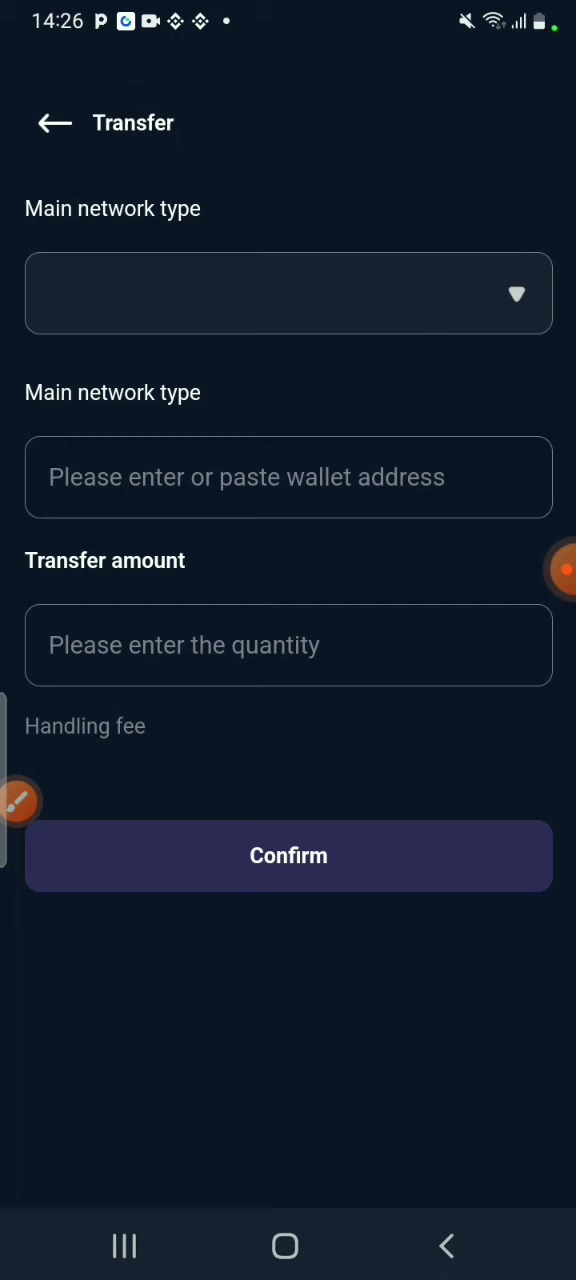 14:26
Transfer
Main network type
Main network type
Please enter or paste wallet address
Transfer amount
Please enter the quantity
Handling fee
Confirm